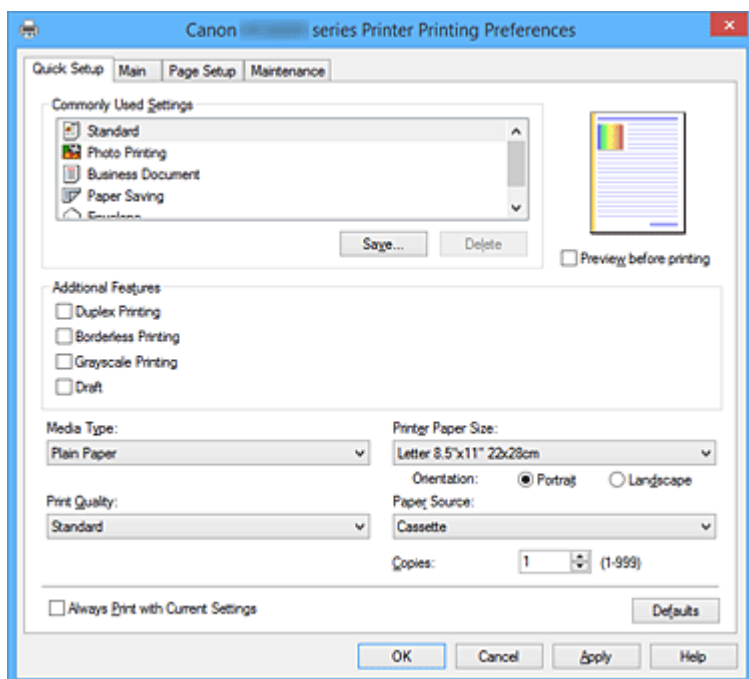 Canon series Printer Printing Preferences
Quick Setup Main Page Setup Maintenance
Commonly Used Settings
Standard
Photo Printing
Business Document
Paper Saving
Envelope
Save... Delete
Preview before printing
Additional Features
Duplex Printing
Borderless Printing
Grayscale Printing
Draft
Media Type: Printer Paper Size:
Plain Paper Letter 8.5"x11" 22x28cm
Orientation: Portrait Landscape
Print Quality: Paper Source:
Standard Cassette
Copies: 1 (1-999)
Always Print with Current Settings Defaults
OK Cancel Apply Help